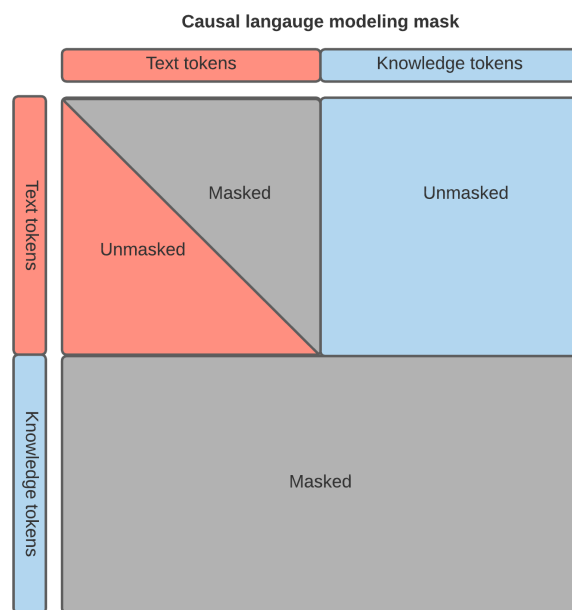 Causal langauge modeling mask
Text tokens
Knowledge tokens
Text tokens
Masked
Unmasked
Unmasked
Knowledge tokens
Masked